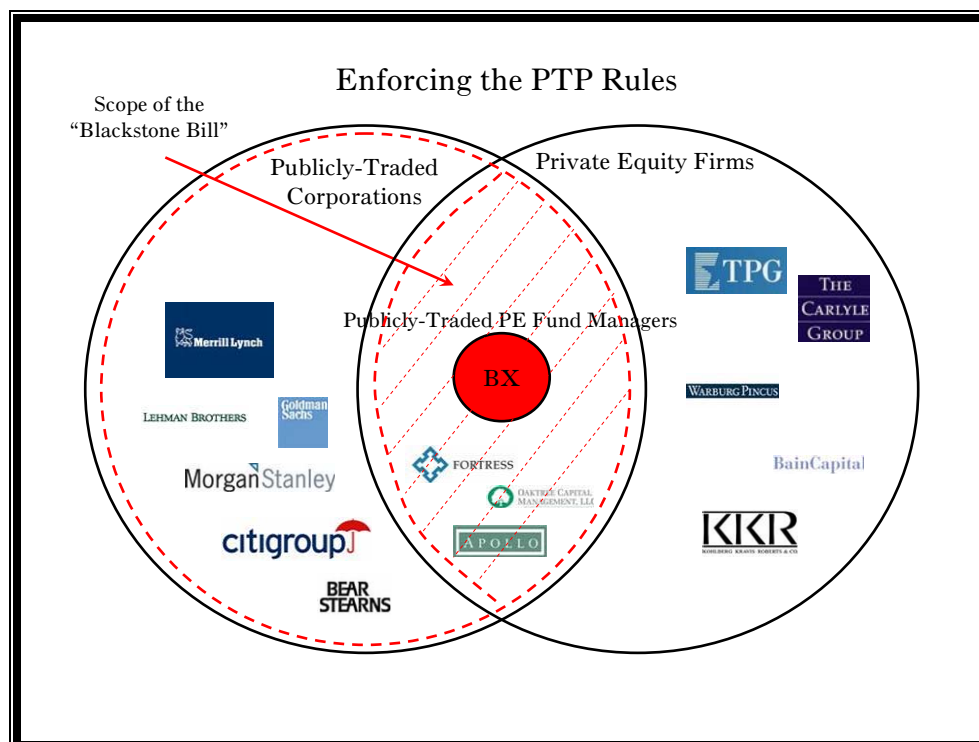 Enforcing the PTP Rules
Scope of the
“Blackstone Bill”
Publicly-Traded
Corporations
Private Equity Firms
TPG
THE
CARLYLE
GROUP
Merrill Lynch
Publicly-Traded PE Fund Managers
BX
WARBURG PINCUS
LEHMAN BROTHERS
Goldman
Sachs
MorganStanley
FORTRESS
BainCapital
OAKTREE CAPITAL
MANAGEMENT, LLC
citigroup
APOLLO
KKR
KOHLBERG KRAVIS ROBERTS & CO
BEAR
STEARNS